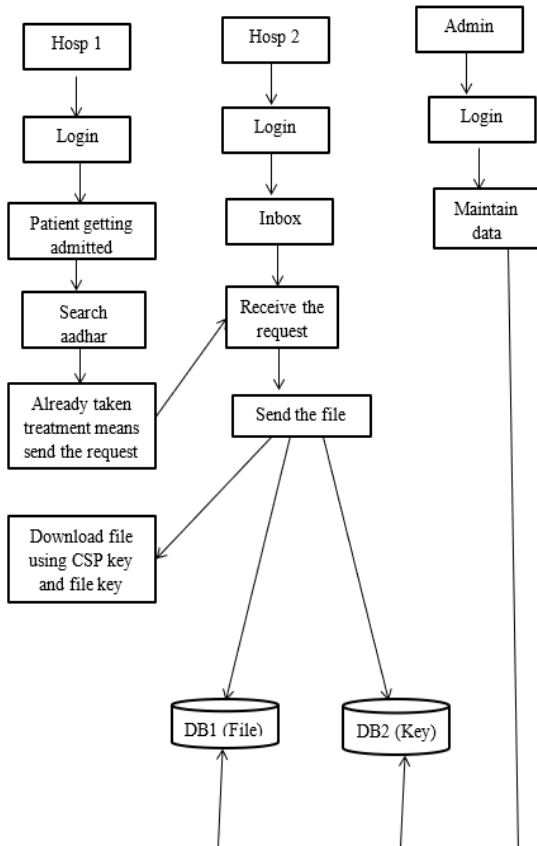 Hosp 1
Login
Patient getting
admitted
Search
aadhar
Already taken
treatment means
send the request
Download file
using CSP key
and file key
Hosp 2
Login
Inbox
Receive the
request
Send the file
DB1 (File)
DB2 (Key)
Admin
Login
Maintain
data